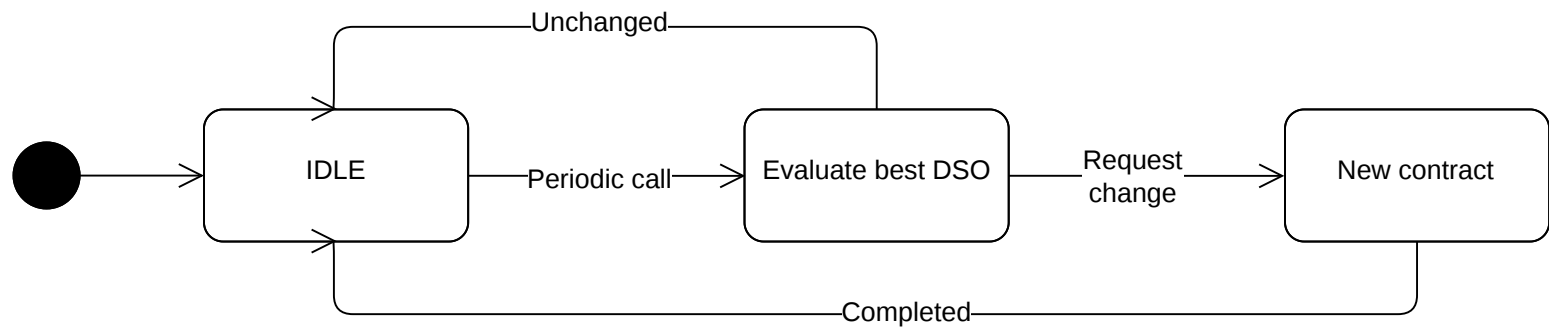 Unchanged
IDLE
Periodic call
Evaluate best DSO
Request
change
New contract
Completed